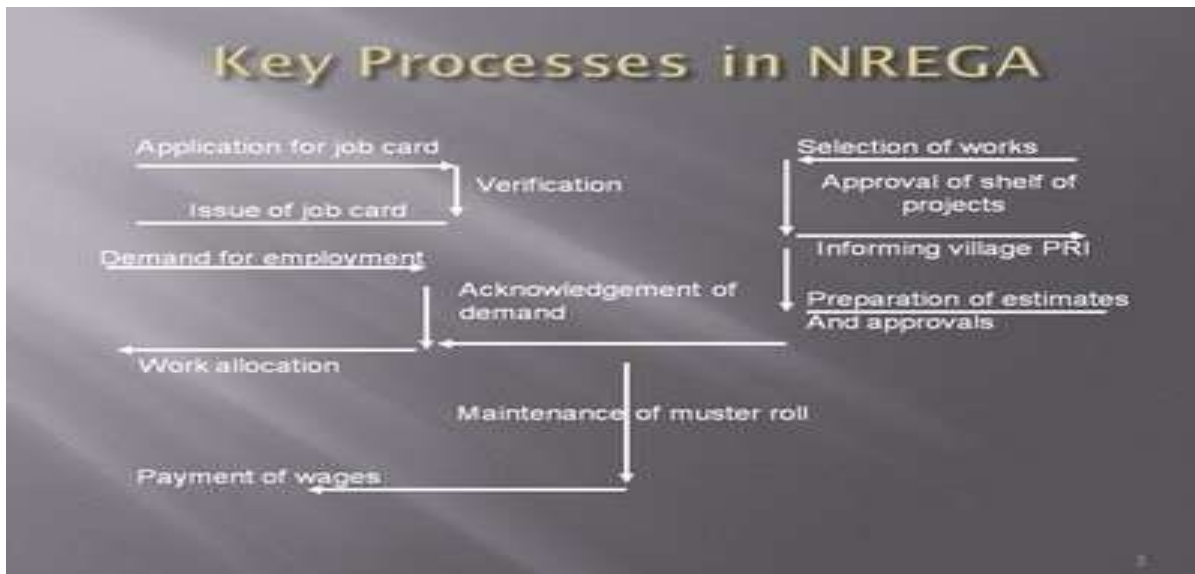 Key Processes in NREGA
Application for job card
Verification
Issue of job card
Demand for employment
Acknowledgement of
demand
Work allocation
Selection of works
Approval of shelf of
projects
Informing village PRI
Preparation of estimates
And approvals
Maintenance of muster roll
Payment of wages